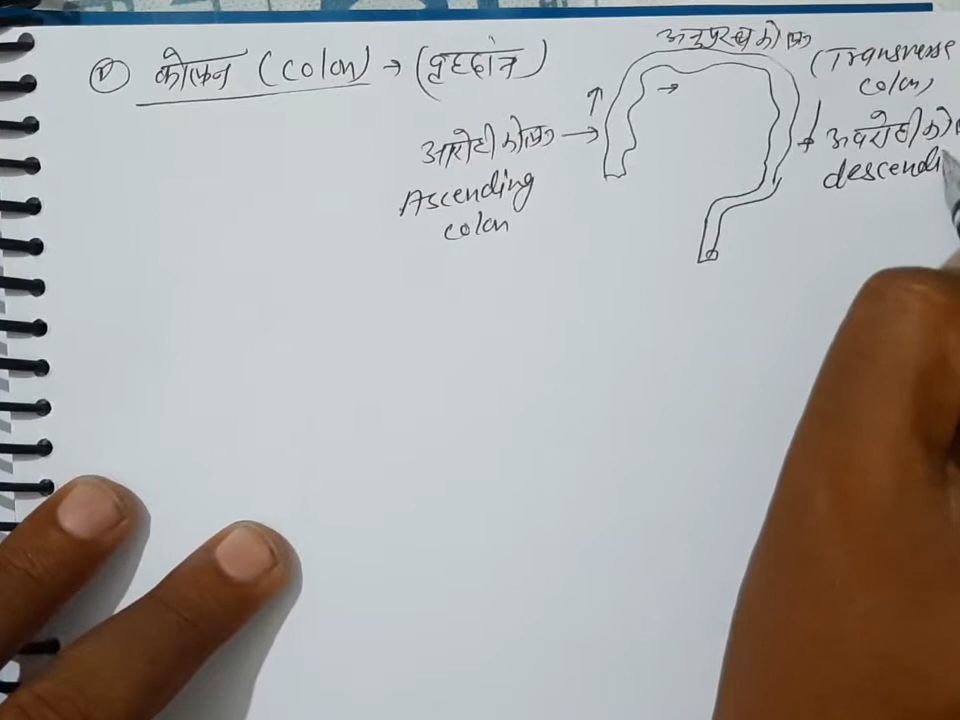 कोलन (Colon) → (वृहदांत्र)
अनुप्रस्थ कोलन
(Transverse
colon)
आरोही कोलन →
Ascending
colon
→ अवरोही को
descendi